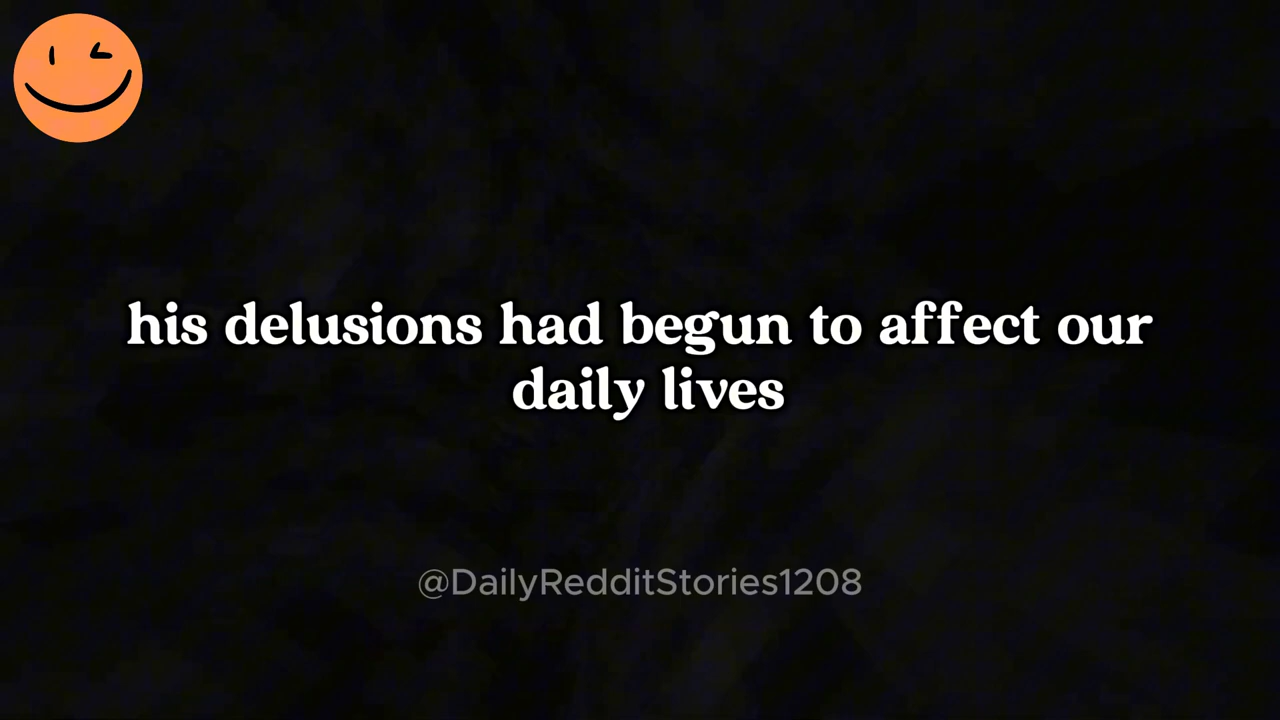 his delusions had begun to affect our
daily lives
@DailyRedditStories1208